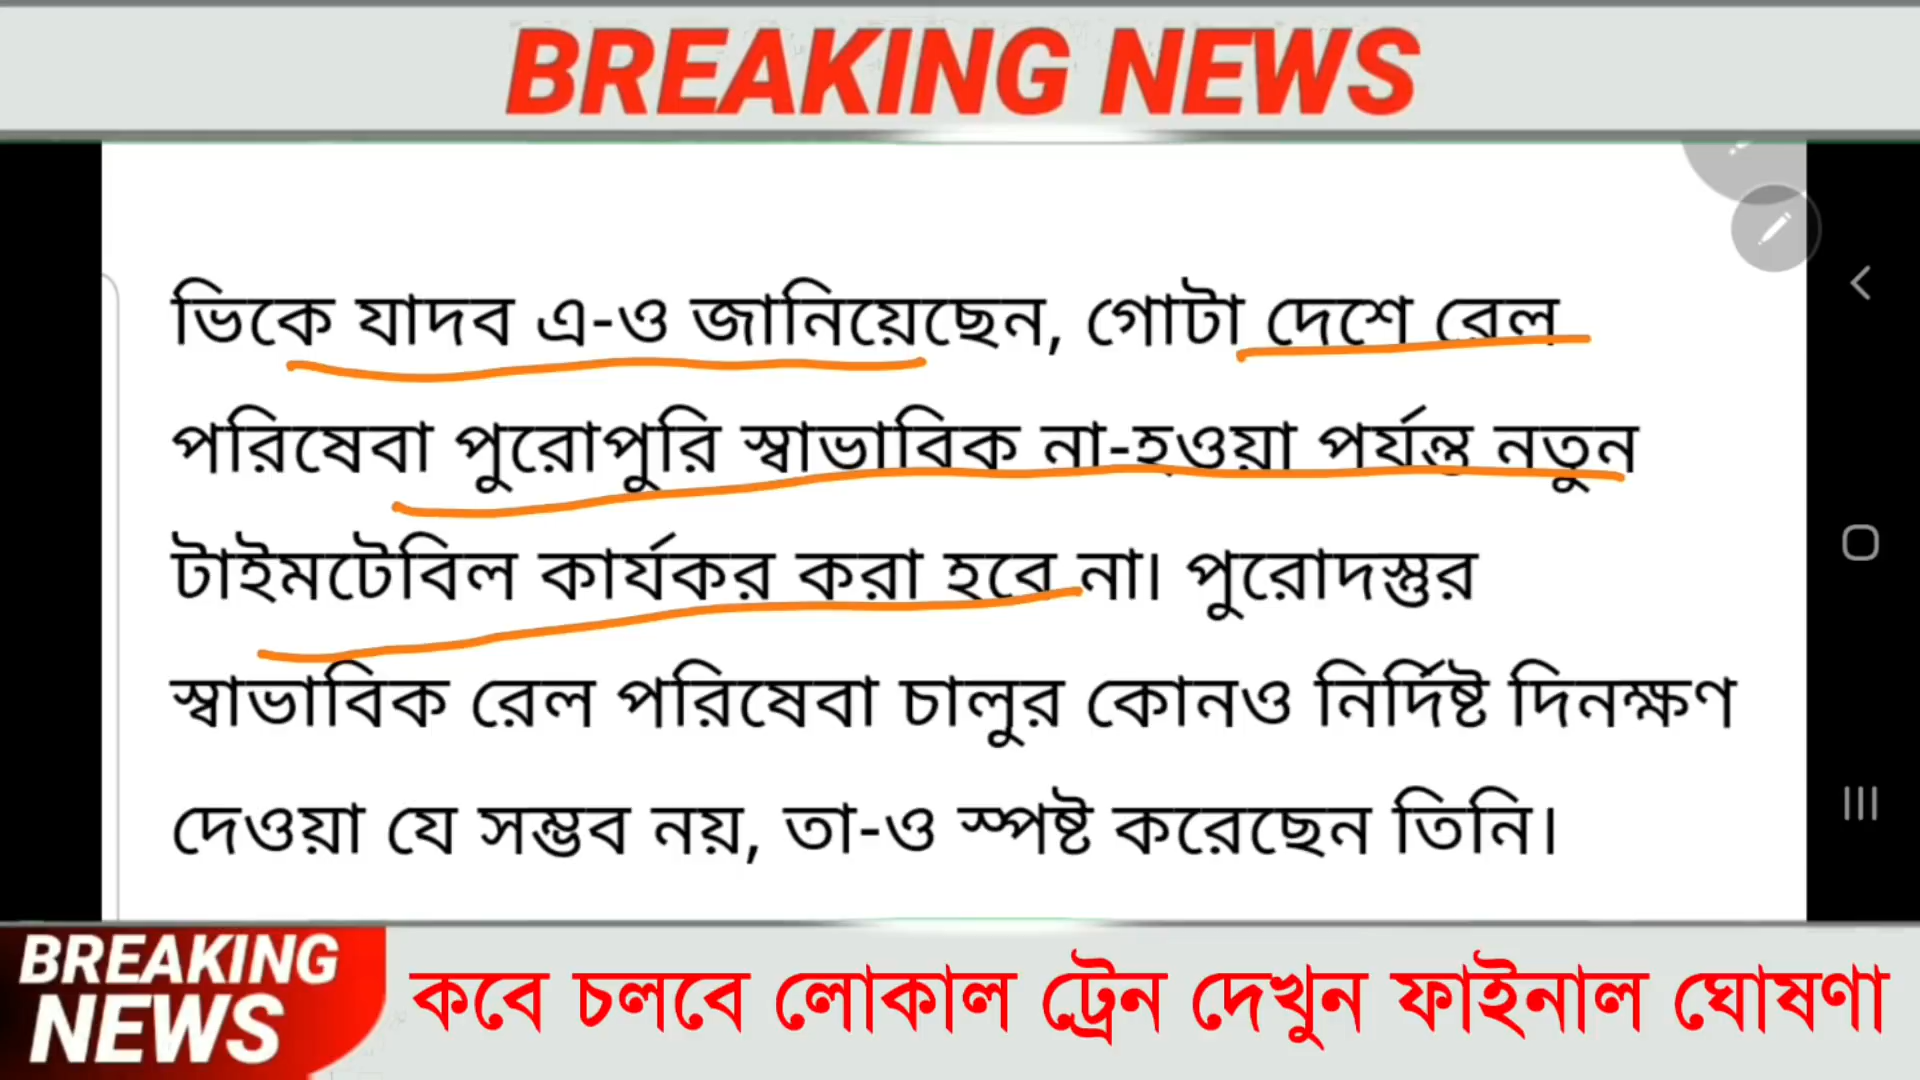 BREAKING NEWS
ভিকে যাদব এ-ও জানিয়েছেন, গোটা দেশে রেল
পরিষেবা পুরোপুরি স্বাভাবিক না-হওয়া পর্যন্ত নতুন
টাইমটেবিল কার্যকর করা হবে না। পুরোদস্তুর
স্বাভাবিক রেল পরিষেবা চালুর কোনও নির্দিষ্ট দিনক্ষণ
দেওয়া যে সম্ভব নয়, তা-ও স্পষ্ট করেছেন তিনি।
BREAKING
NEWS
কবে চলবে লোকাল ট্রেন দেখুন ফাইনাল ঘোষণা